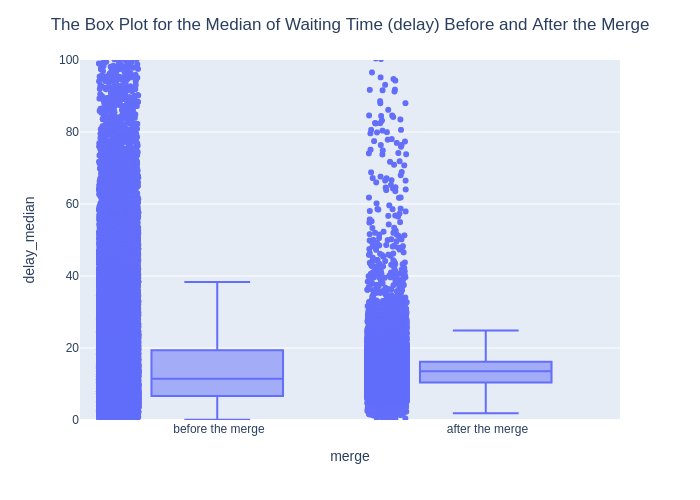 The Box Plot for the Median of Waiting Time (delay) Before and After the Merge
100
80
60
40
20
0
delay_median
before the merge
after the merge
merge